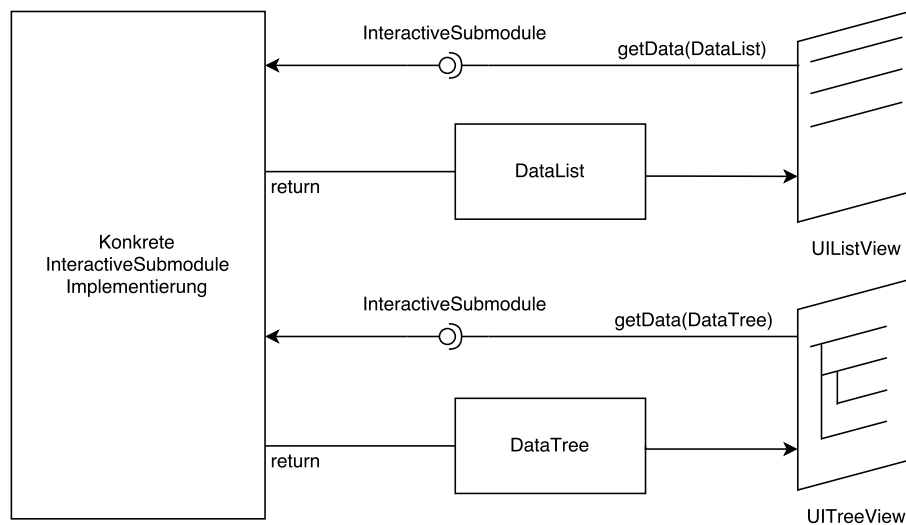 InteractiveSubmodule
getData(DataList)
return
DataList
UIListView
Konkrete
InteractiveSubmodule
Implementierung
InteractiveSubmodule
getData(DataTree)
return
DataTree
UITreeView